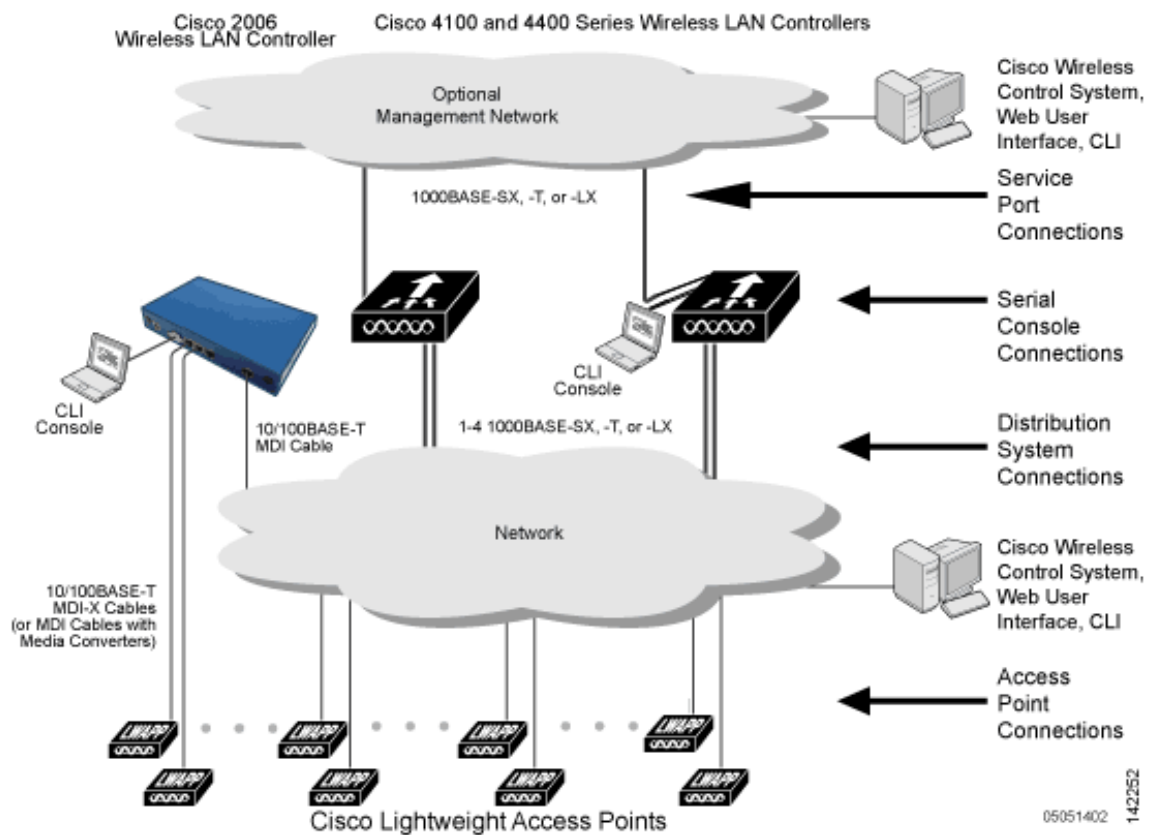 Cisco 2006
Wireless LAN Controller
Cisco 4100 and 4400 Series Wireless LAN Controllers
Optional
Management Network
Cisco Wireless
Control System,
Web User
Interface, CLI
1000BASE-SX, -T, or -LX
Service
Port
Connections
Serial
Console
Connections
CLI
Console
CLI
Console
10/100BASE-T
MDI Cable
1-4 1000BASE-SX, -T, or -LX
Distribution
System
Connections
Network
Cisco Wireless
Control System,
Web User
Interface, CLI
10/100BASE-T
MDI-X Cables
(or MDI Cables with
Media Converters)
Access
Point
Connections
LWAPP
LWAPP
LWAPP
LWAPP
LWAPP
LWAPP
LWAPP
LWAPP
Cisco Lightweight Access Points
05051402
142252